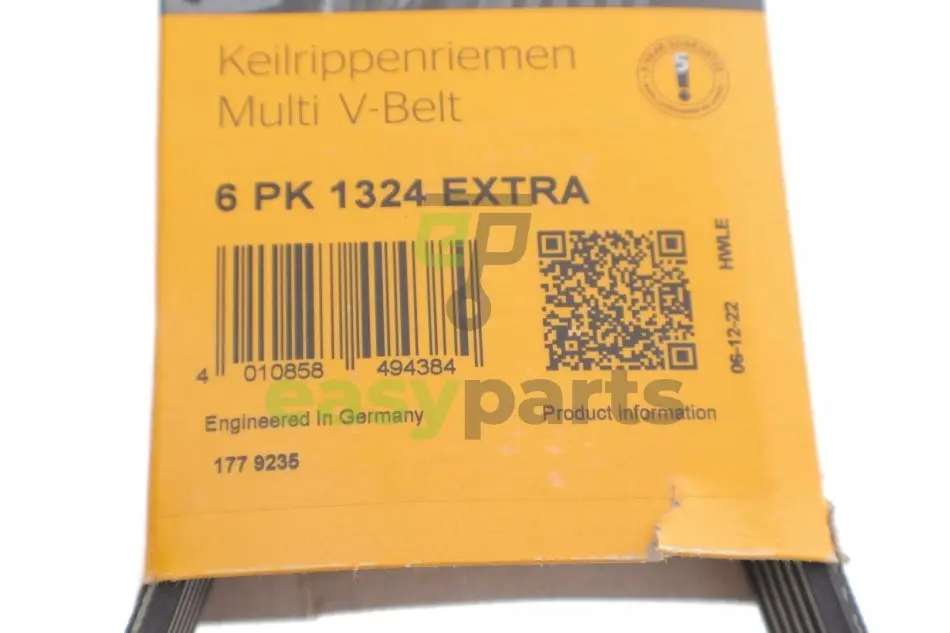 Keilrippenriemen
Multi V-Belt
5
6 PK 1324 EXTRA
HWLE
06-12-22
4 010858 494384
easyparts
Engineered In Germany
Product information
177 9235